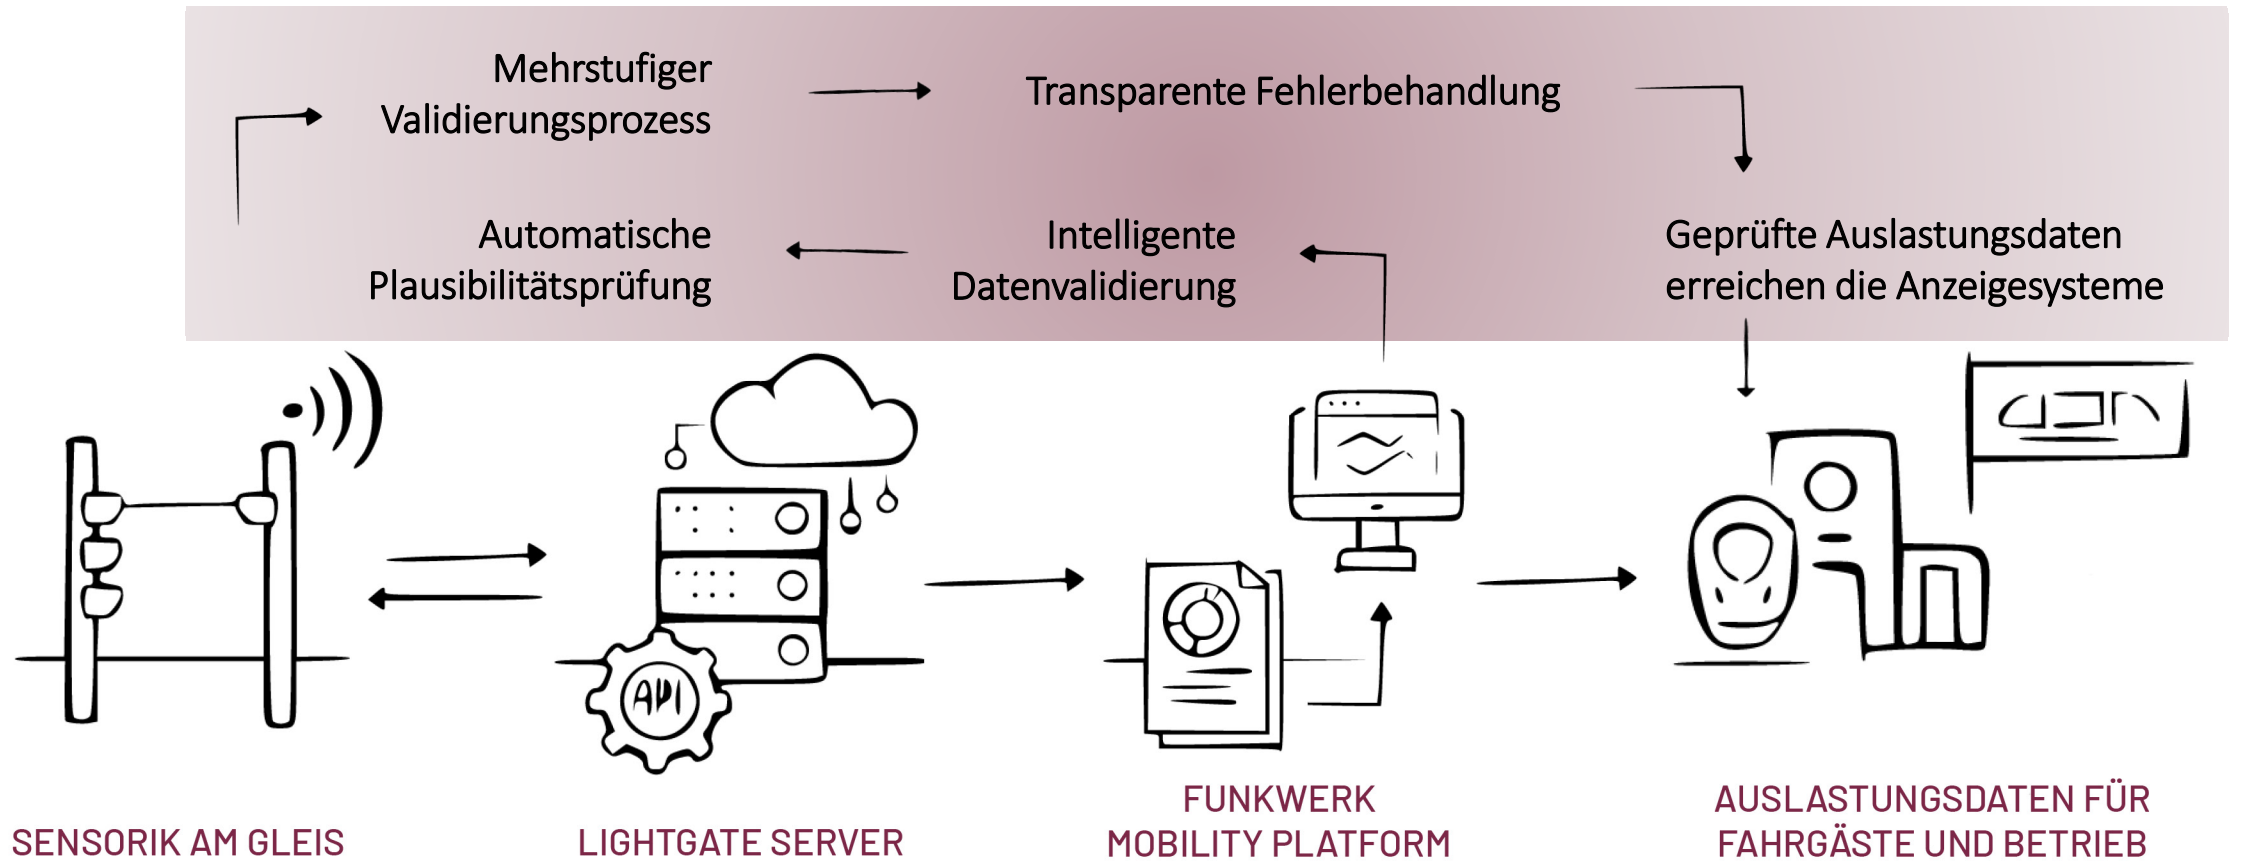 Mehrstufiger
Validierungsprozess
Transparente Fehlerbehandlung
Automatische
Plausibilitätsprüfung
Intelligente
Datenvalidierung
Geprüfte Auslastungsdaten
erreichen die Anzeigesysteme
API
SENSORIK AM GLEIS
LIGHTGATE SERVER
FUNKWERK
MOBILITY PLATFORM
AUSLASTUNGSDATEN FÜR
FAHRGÄSTE UND BETRIEB